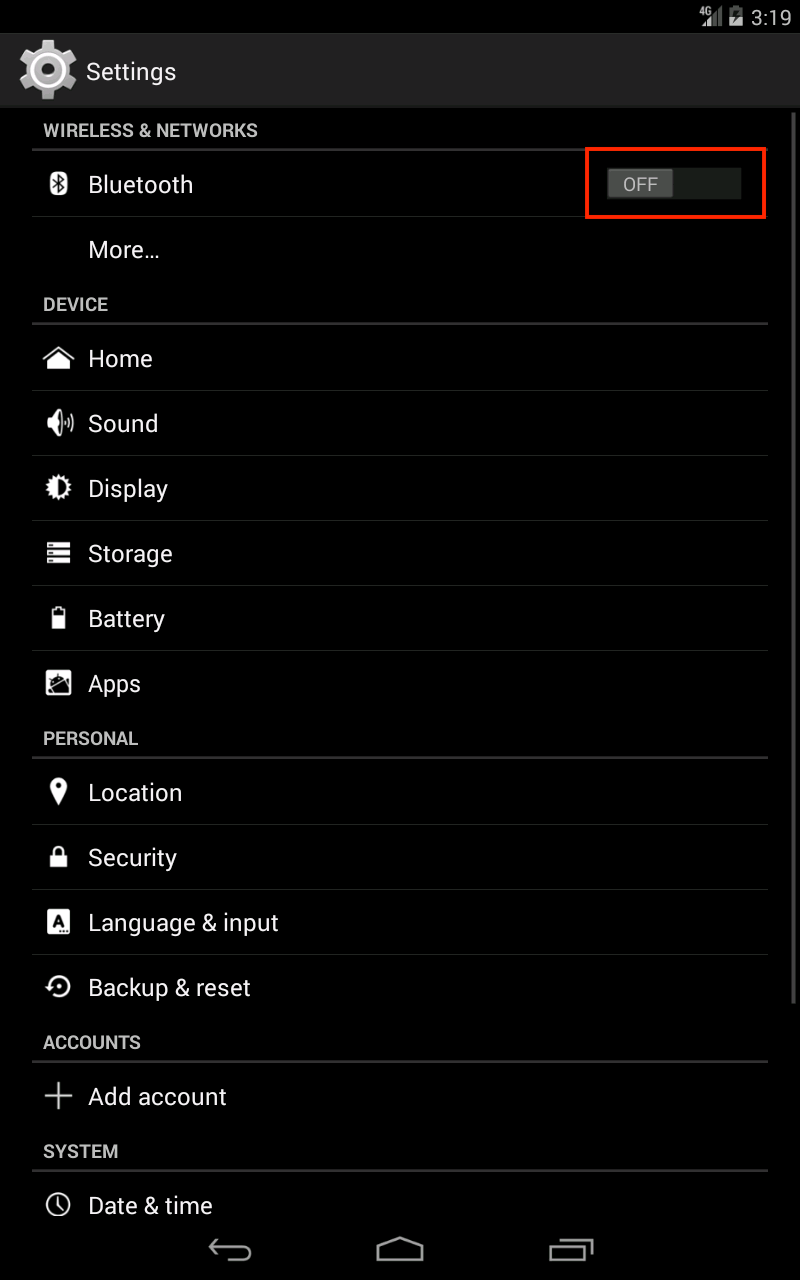 4G 3:19
Settings
WIRELESS & NETWORKS
Bluetooth OFF
More...
DEVICE
Home
Sound
Display
Storage
Battery
Apps
PERSONAL
Location
Security
A Language & input
Backup & reset
ACCOUNTS
Add account
SYSTEM
Date & time